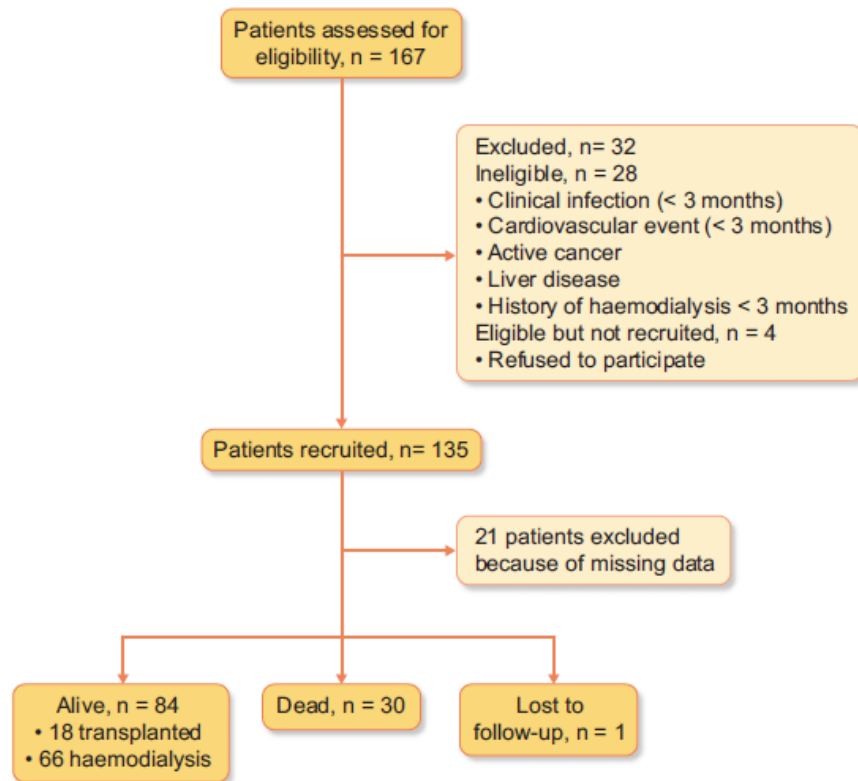 Patients assessed for
eligibility, n = 167
Excluded, n= 32
Ineligible, n = 28
• Clinical infection (< 3 months)
• Cardiovascular event (< 3 months)
• Active cancer
• Liver disease
• History of haemodialysis < 3 months
Eligible but not recruited, n = 4
• Refused to participate
Patients recruited, n= 135
21 patients excluded
because of missing data
Alive, n = 84
• 18 transplanted
• 66 haemodialysis
Dead, n = 30
Lost to
follow-up, n = 1